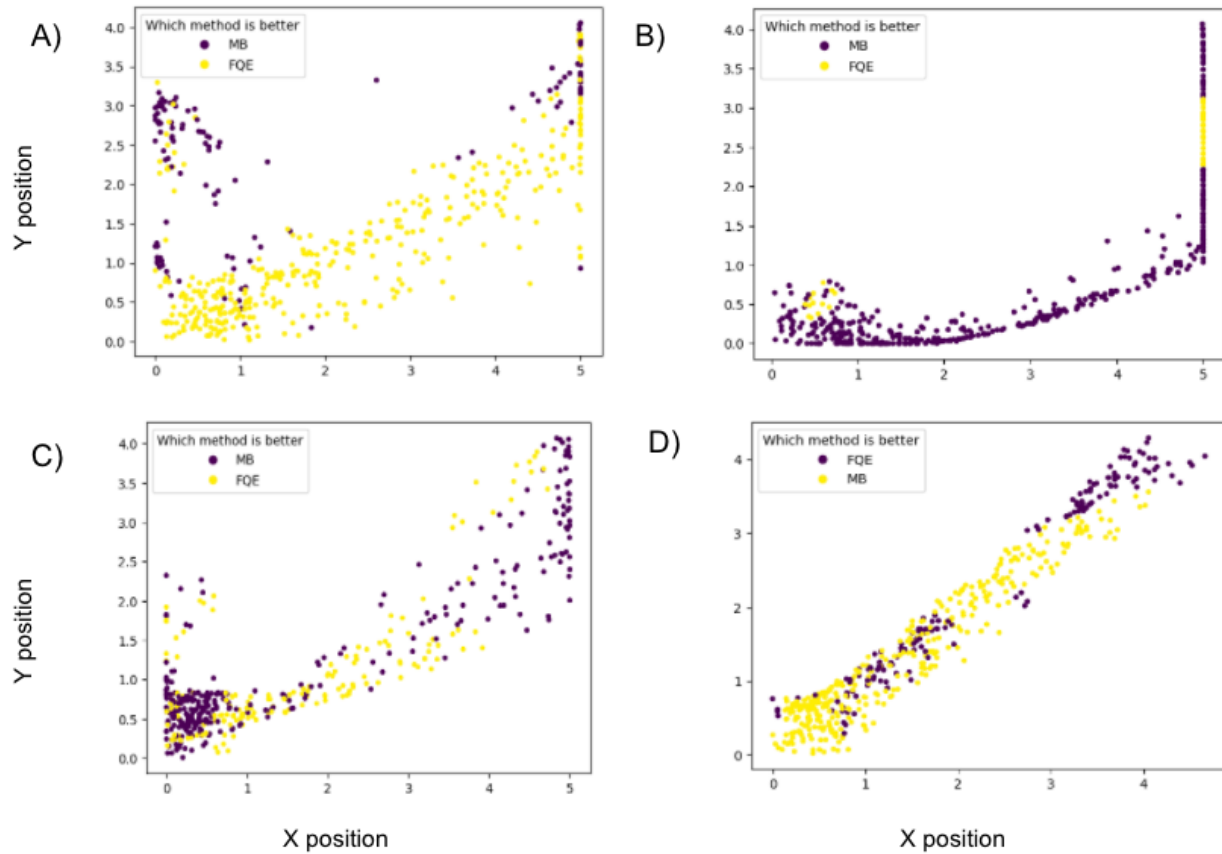 A)
Which method is better
MB
FQE
4.0
3.5
3.0
2.5
2.0
1.5
1.0
0.5
0.0
0 1 2 3 4 5
B)
Which method is better
MB
FQE
4.0
3.5
3.0
2.5
2.0
1.5
1.0
0.5
0.0
0 1 2 3 4 5
Y position
C)
Which method is better
MB
FQE
4.0
3.5
3.0
2.5
2.0
1.5
1.0
0.5
0.0
0 1 2 3 4 5
D)
Which method is better
FQE
MB
4
3
2
1
0
0 1 2 3 4
Y position
X position
X position